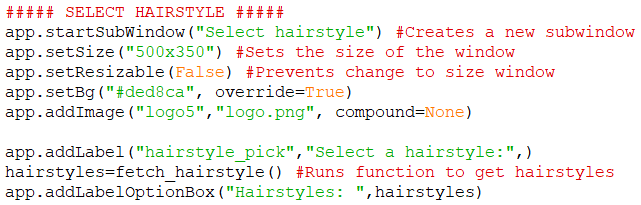 ##### SELECT HAIRSTYLE #####
app.startSubWindow("Select hairstyle") #Creates a new subwindow
app.setSize("500x350") #Sets the size of the window
app.setResizable(False) #Prevents change to size window
app.setBg("#ded8ca", override=True)
app.addImage("logo5","logo.png", compound=None)
app.addLabel("hairstyle_pick","Select a hairstyle:",)
hairstyles=fetch_hairstyle() #Runs function to get hairstyles
app.addLabelOptionBox("Hairstyles: ",hairstyles)